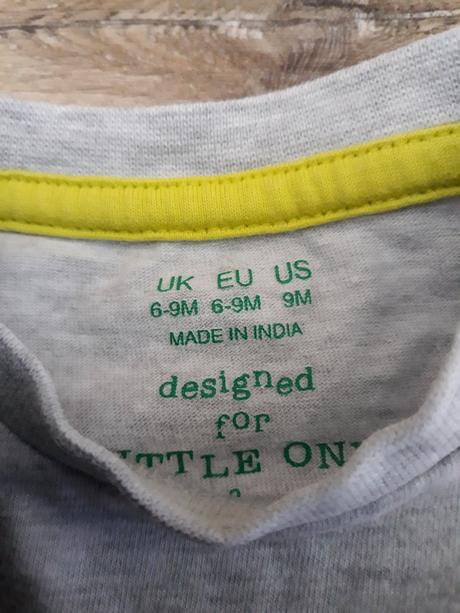 UK EU US
6-9M 6-9M 9M
MADE IN INDIA
designed
for